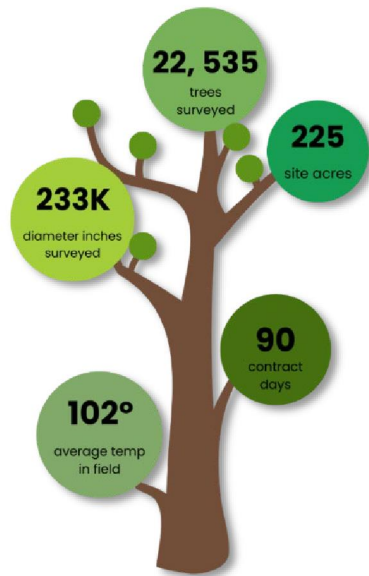 22, 535
trees
surveyed
225
site acres
233K
diameter inches
surveyed
90
contract
days
102°
average temp
in field